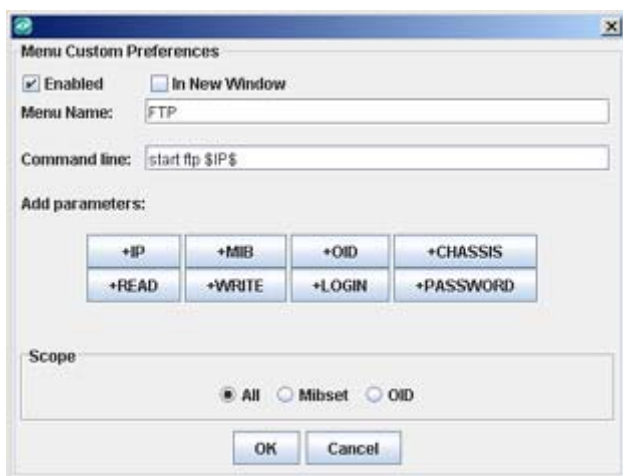 Menu Custom Preferences
Enabled In New Window
Menu Name: FTP
Command line: start ftp $IP$
Add parameters:
+IP +MIB +OID +CHASSIS
+READ +WRITE +LOGIN +PASSWORD
Scope
All Mibset OID
OK Cancel